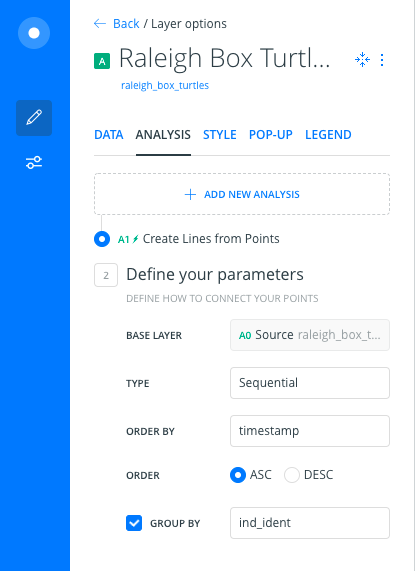 Back / Layer options
A Raleigh Box Turtl...
raleigh_box_turtles
DATA ANALYSIS STYLE POP-UP LEGEND
ADD NEW ANALYSIS
A1 Create Lines from Points
2 Define your parameters
DEFINE HOW TO CONNECT YOUR POINTS
BASE LAYER A0 Source raleigh_box_t...
TYPE Sequential
ORDER BY timestamp
ORDER ASC DESC
GROUP BY ind_ident